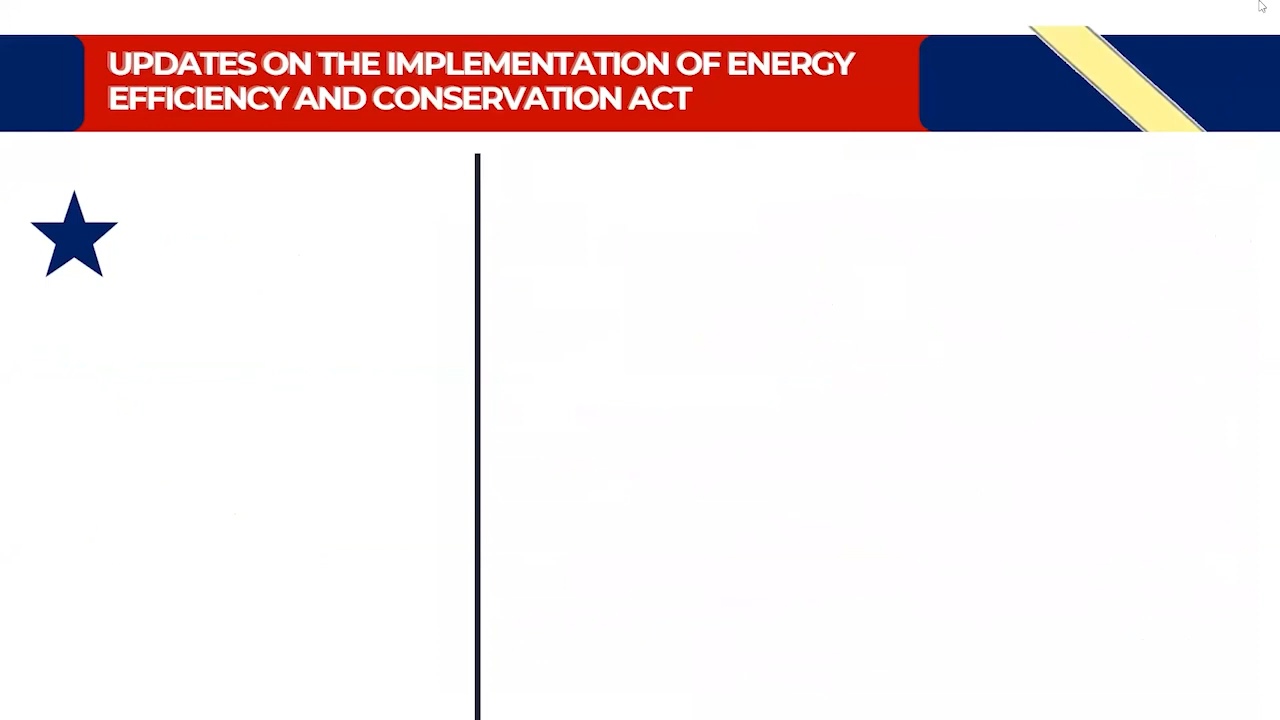 UPDATES ON THE IMPLEMENTATION OF ENERGY
EFFICIENCY AND CONSERVATION ACT